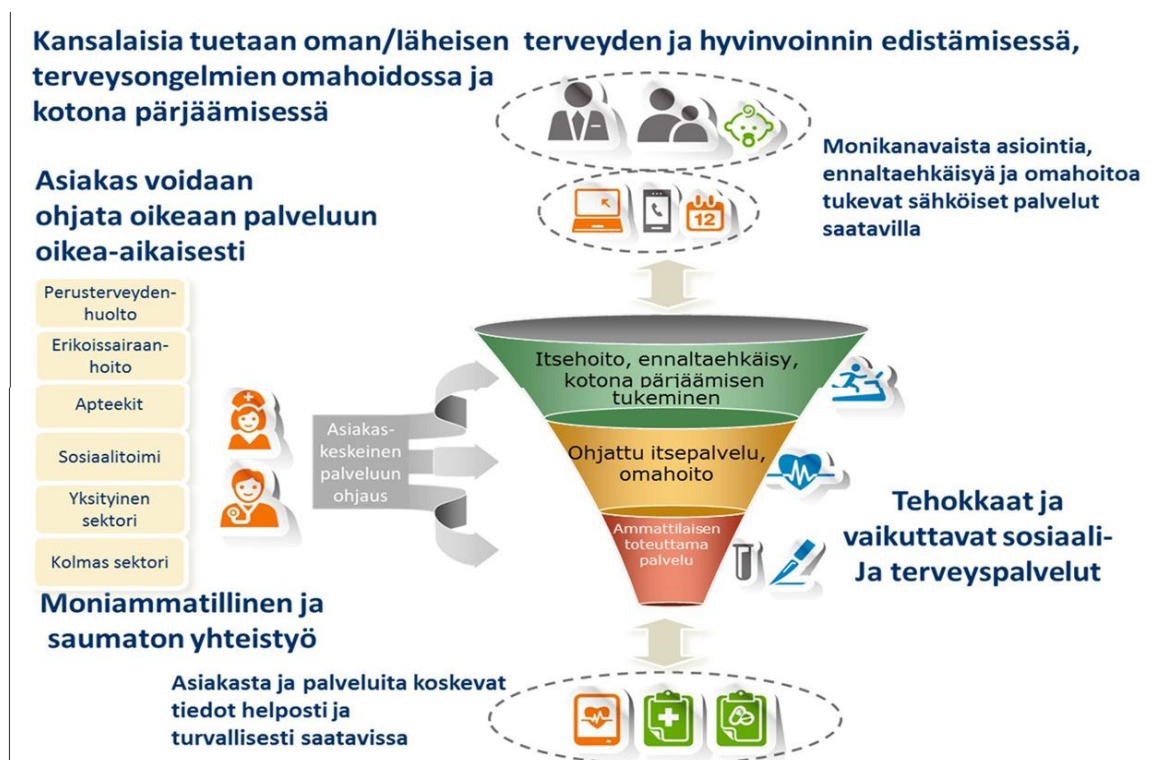 Kansalaisia tuetaan oman/läheisen terveyden ja hyvinvoinnin edistämisessä,
terveysongelmien omahoidossa ja
kotona pärjäämisessä
Monikanavaista asiointia,
ennaltaehkäisyä ja omahoitoa
tukevat sähköiset palvelut
saatavilla
12
Asiakas voidaan
ohjata oikeaan palveluun
oikea-aikaisesti
Perusterveyden-
huolto
Erikoissairaan-
hoito
Apteekit
Sosiaalitoimi
Yksityinen
sektori
Kolmas sektori
Asiakas-
keskeinen
palveluun
ohjaus
Itsehoito, ennaltaehkäisy,
kotona pärjäämisen
tukeminen
Ohjattu itsepalvelu,
omahoito
Ammattilaisen
toteuttama
palvelu
Tehokkaat ja
vaikuttavat sosiaali-
Ja terveyspalvelut
Moniammatillinen ja
saumaton yhteistyö
Asiakasta ja palveluita koskevat
tiedot helposti ja
turvallisesti saatavissa